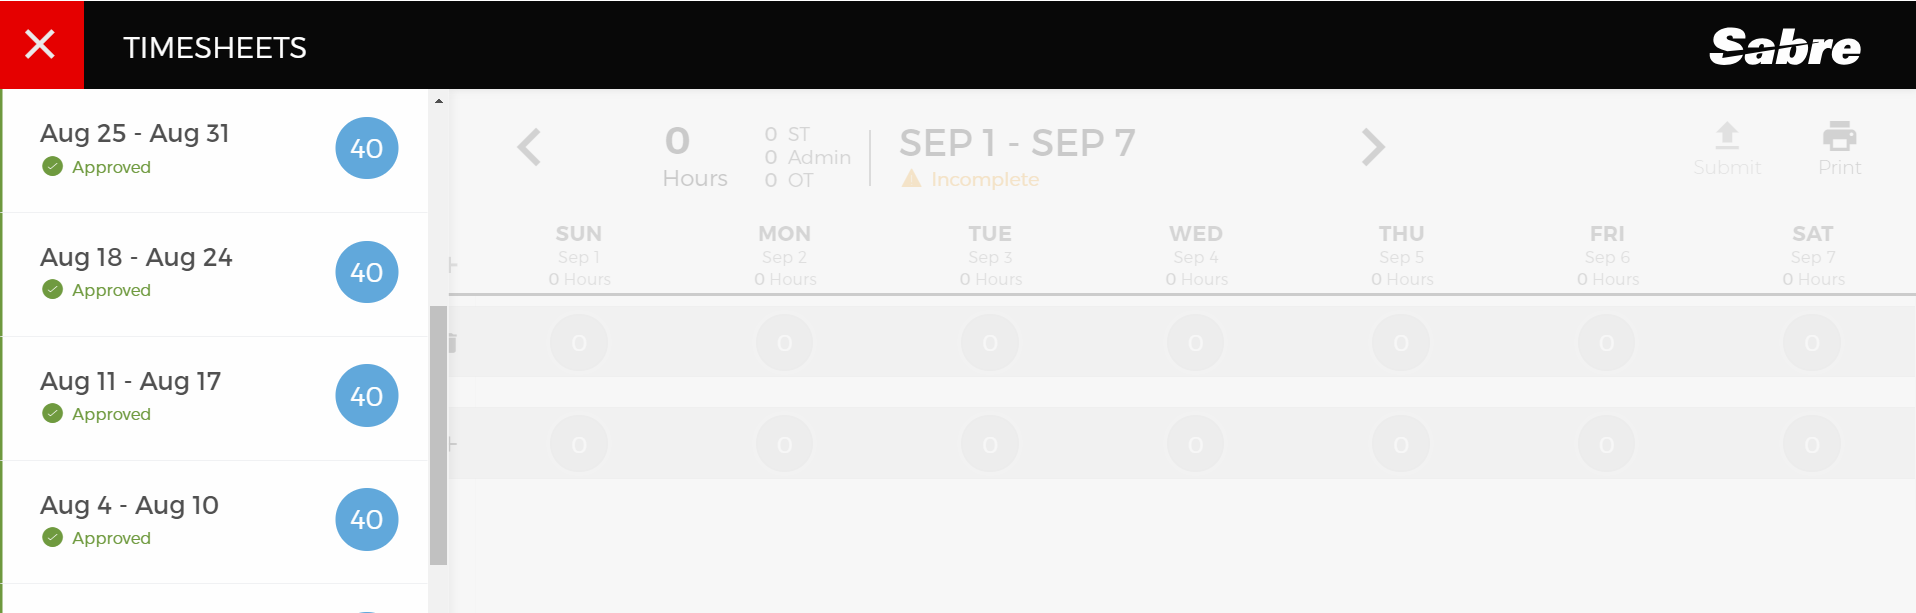 TIMESHEETS
Sabre
Aug 25 - Aug 31
Approved
40
Aug 18 - Aug 24
Approved
40
Aug 11 - Aug 17
Approved
40
Aug 4 - Aug 10
Approved
40
0
Hours
0 ST
0 Admin
0 OT
SEP 1 - SEP 7
Incomplete
Submit
Print
SUN MON TUE WED THU FRI SAT
Sep 1 Sep 2 Sep 3 Sep 4 Sep 5 Sep 6 Sep 7
0 Hours 0 Hours 0 Hours 0 Hours 0 Hours 0 Hours 0 Hours
0 0 0 0 0 0 0
0 0 0 0 0 0 0